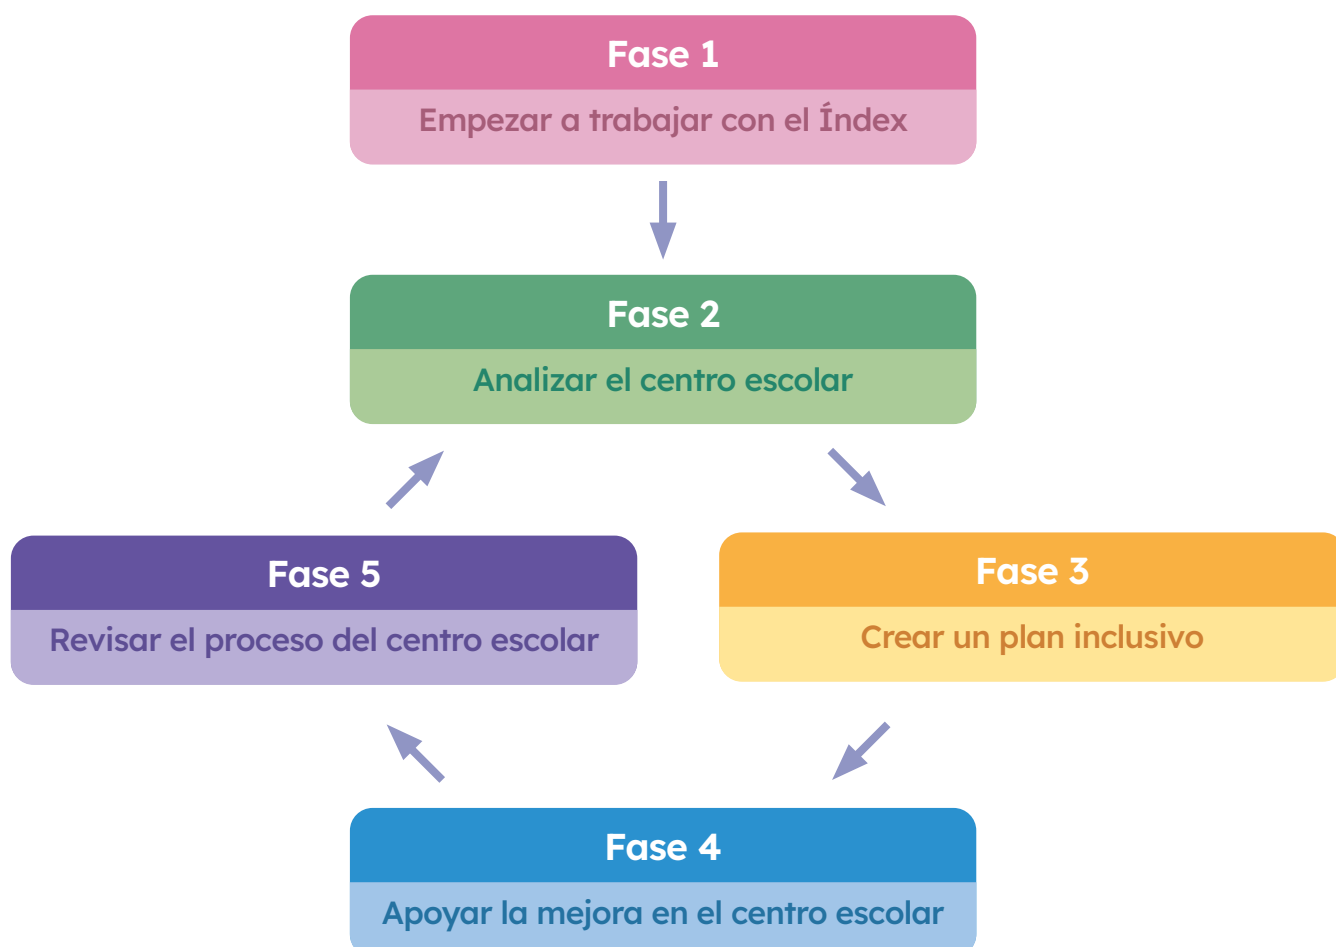 Fase 1
Empezar a trabajar con el Índex
Fase 2
Analizar el centro escolar
Fase 5
Revisar el proceso del centro escolar
Fase 3
Crear un plan inclusivo
Fase 4
Apoyar la mejora en el centro escolar